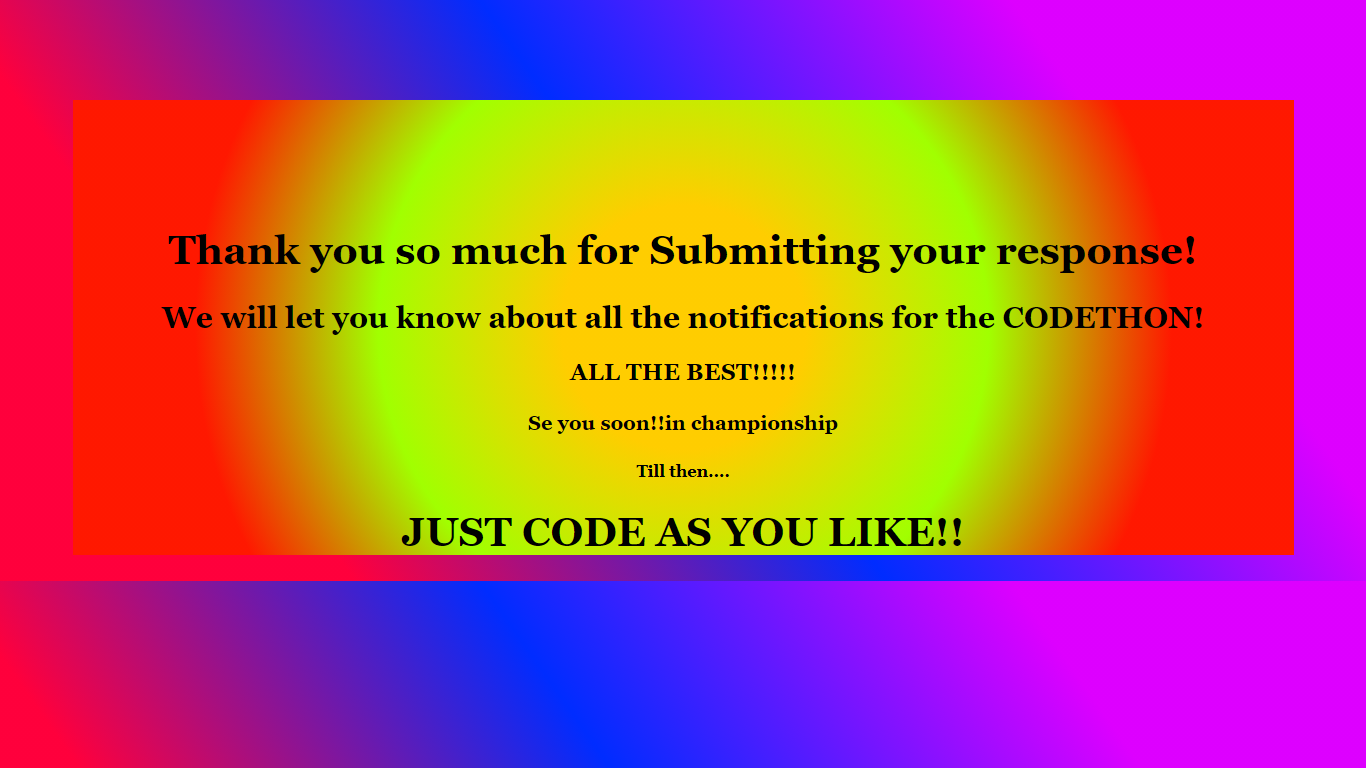 Thank you so much for Submitting your response!
We will let you know about all the notifications for the CODETHON!
ALL THE BEST!!!!!
Se you soon!!in championship
Till then....
JUST CODE AS YOU LIKE!!